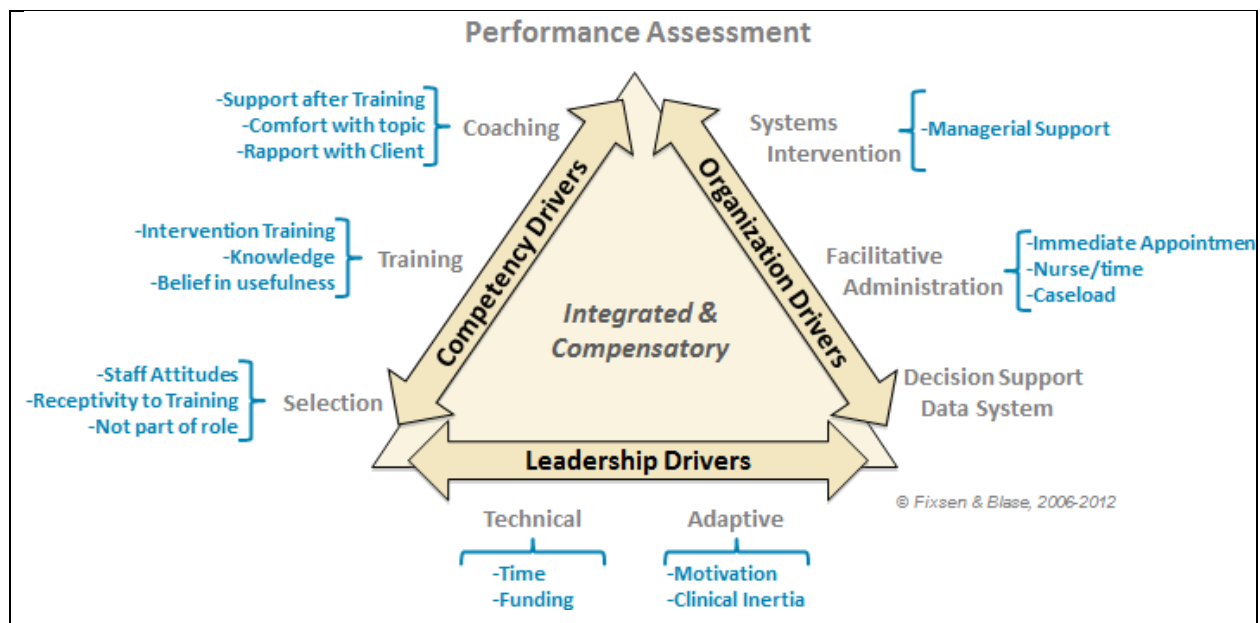 Performance Assessment
-Support after Training
-Comfort with topic
-Rapport with Client
Coaching
Systems
Intervention
-Managerial Support
-Intervention Training
-Knowledge
-Belief in usefulness
Training
Competency Drivers
Organization Drivers
Facilitative
Administration
-Immediate Appointmen
-Nurse/time
-Caseload
Integrated &
Compensatory
-Staff Attitudes
-Receptivity to Training
-Not part of role
Selection
Decision Support
Data System
Leadership Drivers
© Fixsen & Blase, 2006-2012
Technical
-Time
-Funding
Adaptive
-Motivation
-Clinical Inertia